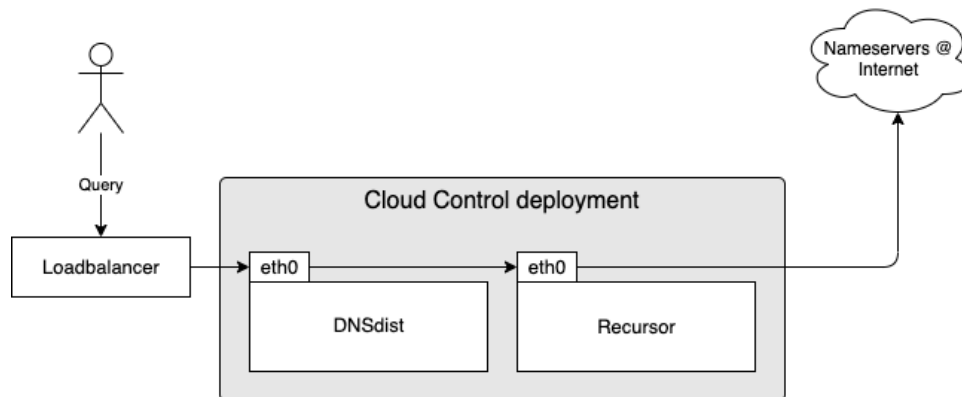 Nameservers @
Internet
Query
Cloud Control deployment
Loadbalancer
eth0
eth0
DNSdist
Recursor